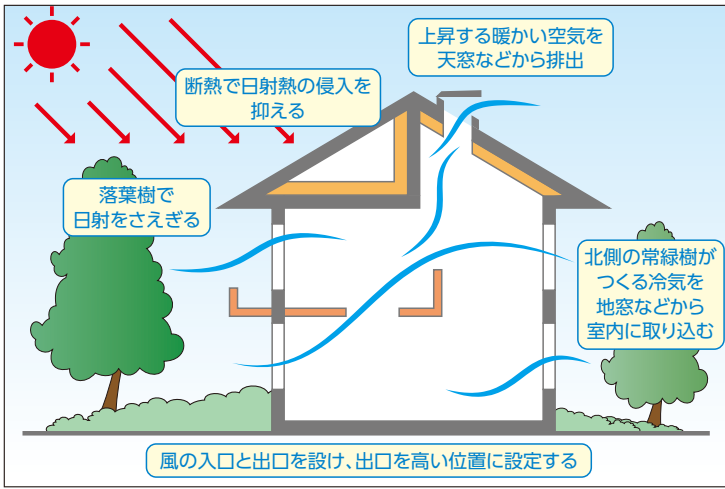 上昇する暖かい空気を
天窓などから排出
断熱で日射熱の侵入を
抑える
落葉樹で
日射をさえぎる
北側の常緑樹が
つくる冷気を
地窓などから
室内に取り込む
風の入口と出口を設け、出口を高い位置に設定する